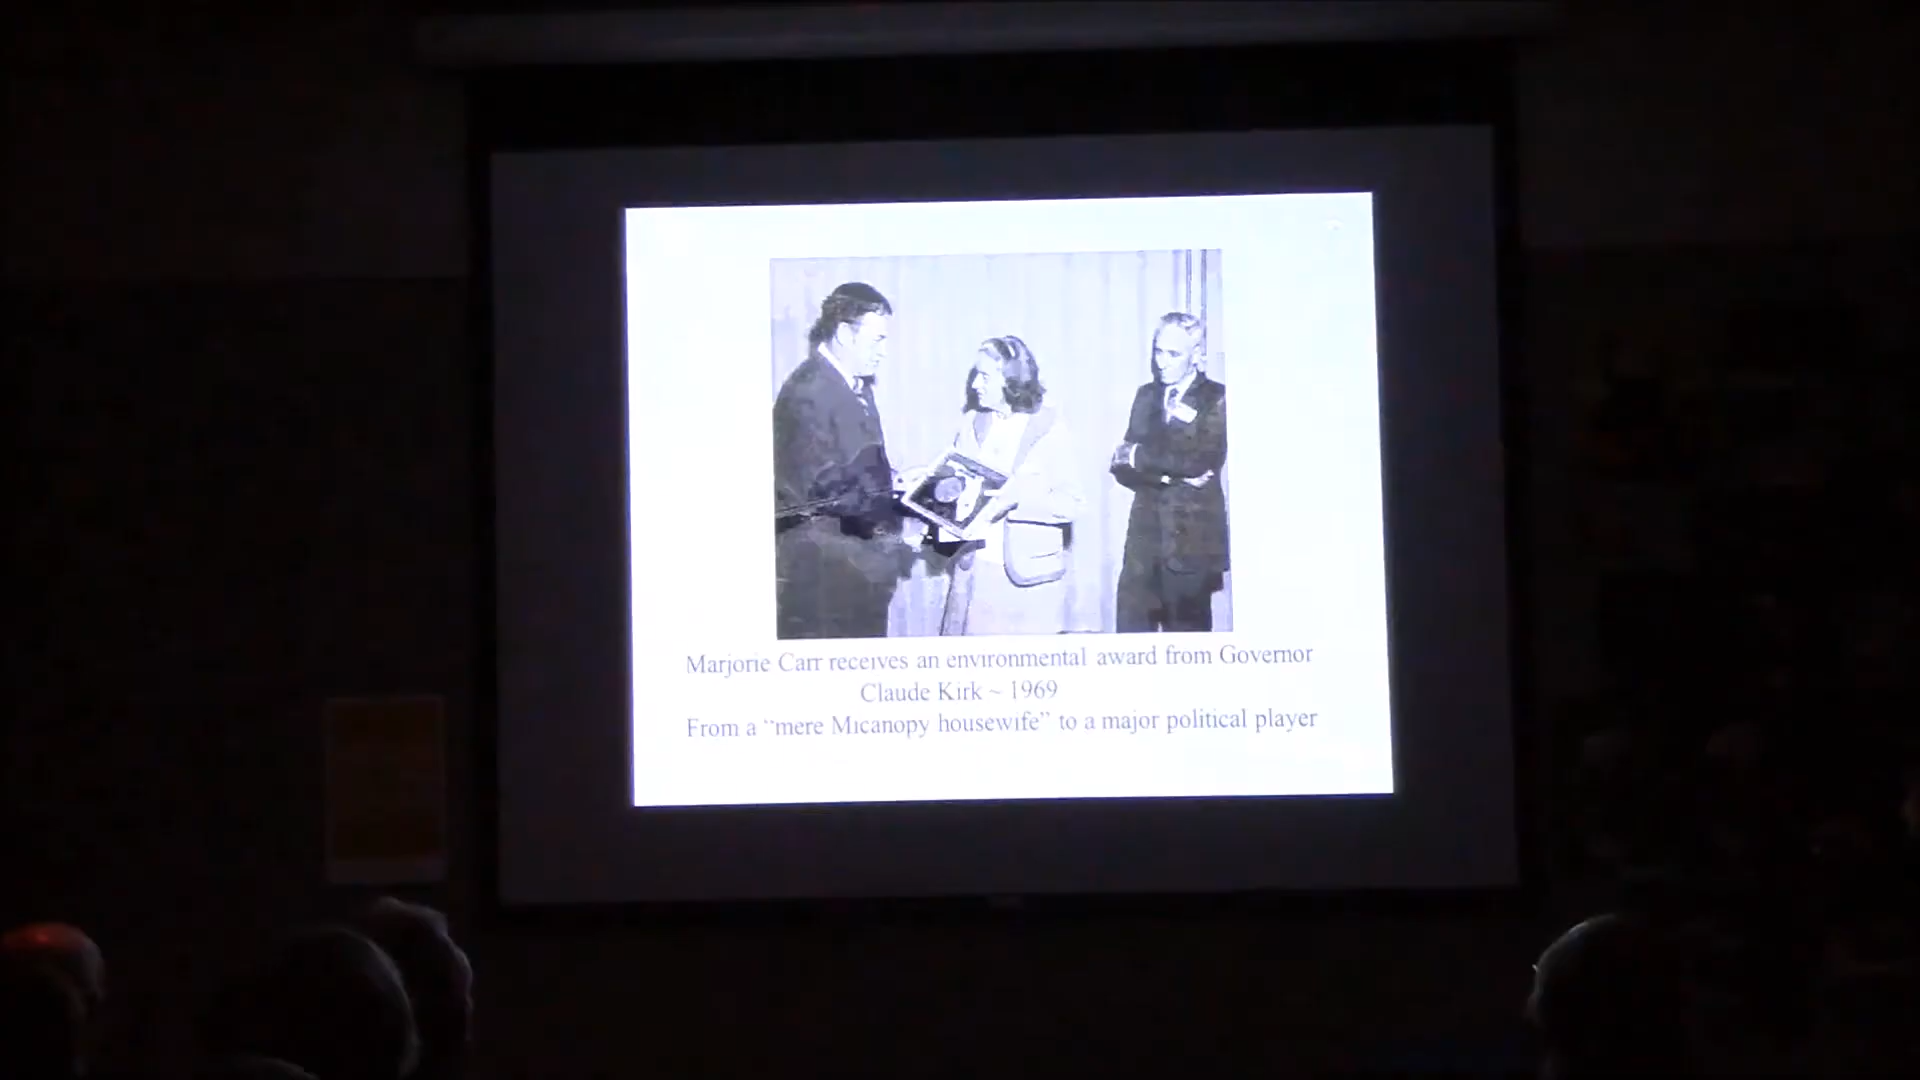 Marjorie Carr receives an environmental award from Governor
Claude Kirk ~ 1969
From a “mere Micanopy housewife” to a major political player